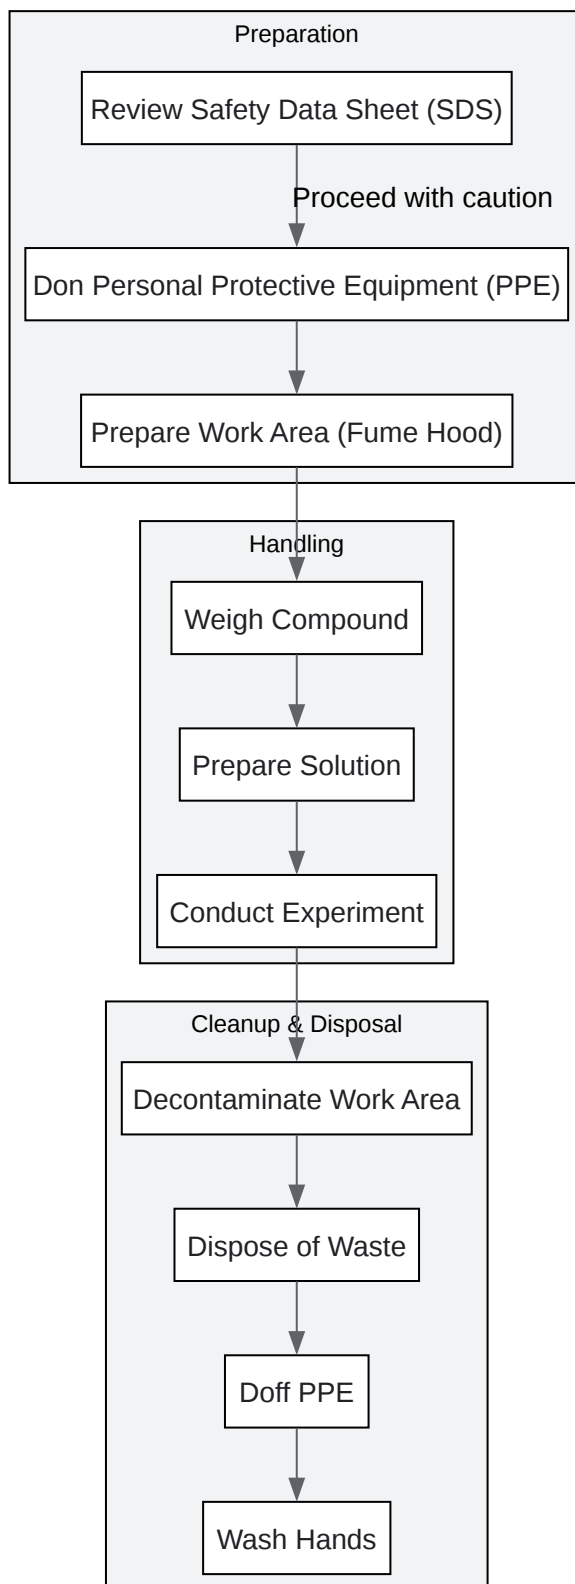 Preparation
Review Safety Data Sheet (SDS)
Proceed with caution
Don Personal Protective Equipment (PPE)
Prepare Work Area (Fume Hood)
Handling
Weigh Compound
Prepare Solution
Conduct Experiment
Cleanup & Disposal
Decontaminate Work Area
Dispose of Waste
Doff PPE
Wash Hands